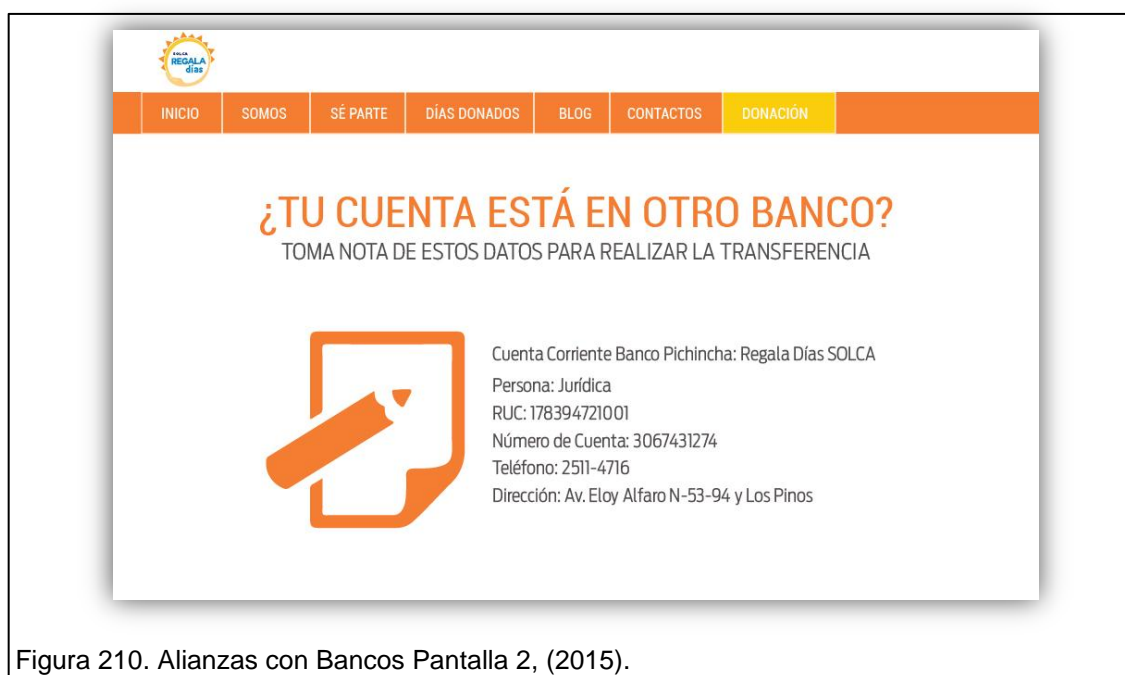 SOLCA
REGALA
días
INICIO SOMOS SÉ PARTE DÍAS DONADOS BLOG CONTACTOS DONACIÓN
¿TU CUENTA ESTÁ EN OTRO BANCO?
TOMA NOTA DE ESTOS DATOS PARA REALIZAR LA TRANSFERENCIA
Cuenta Corriente Banco Pichincha: Regala Días SOLCA
Persona: Jurídica
RUC: 178394721001
Número de Cuenta: 3067431274
Teléfono: 2511-4716
Dirección: Av. Eloy Alfaro N-53-94 y Los Pinos
Figura 210. Alianzas con Bancos Pantalla 2, (2015).